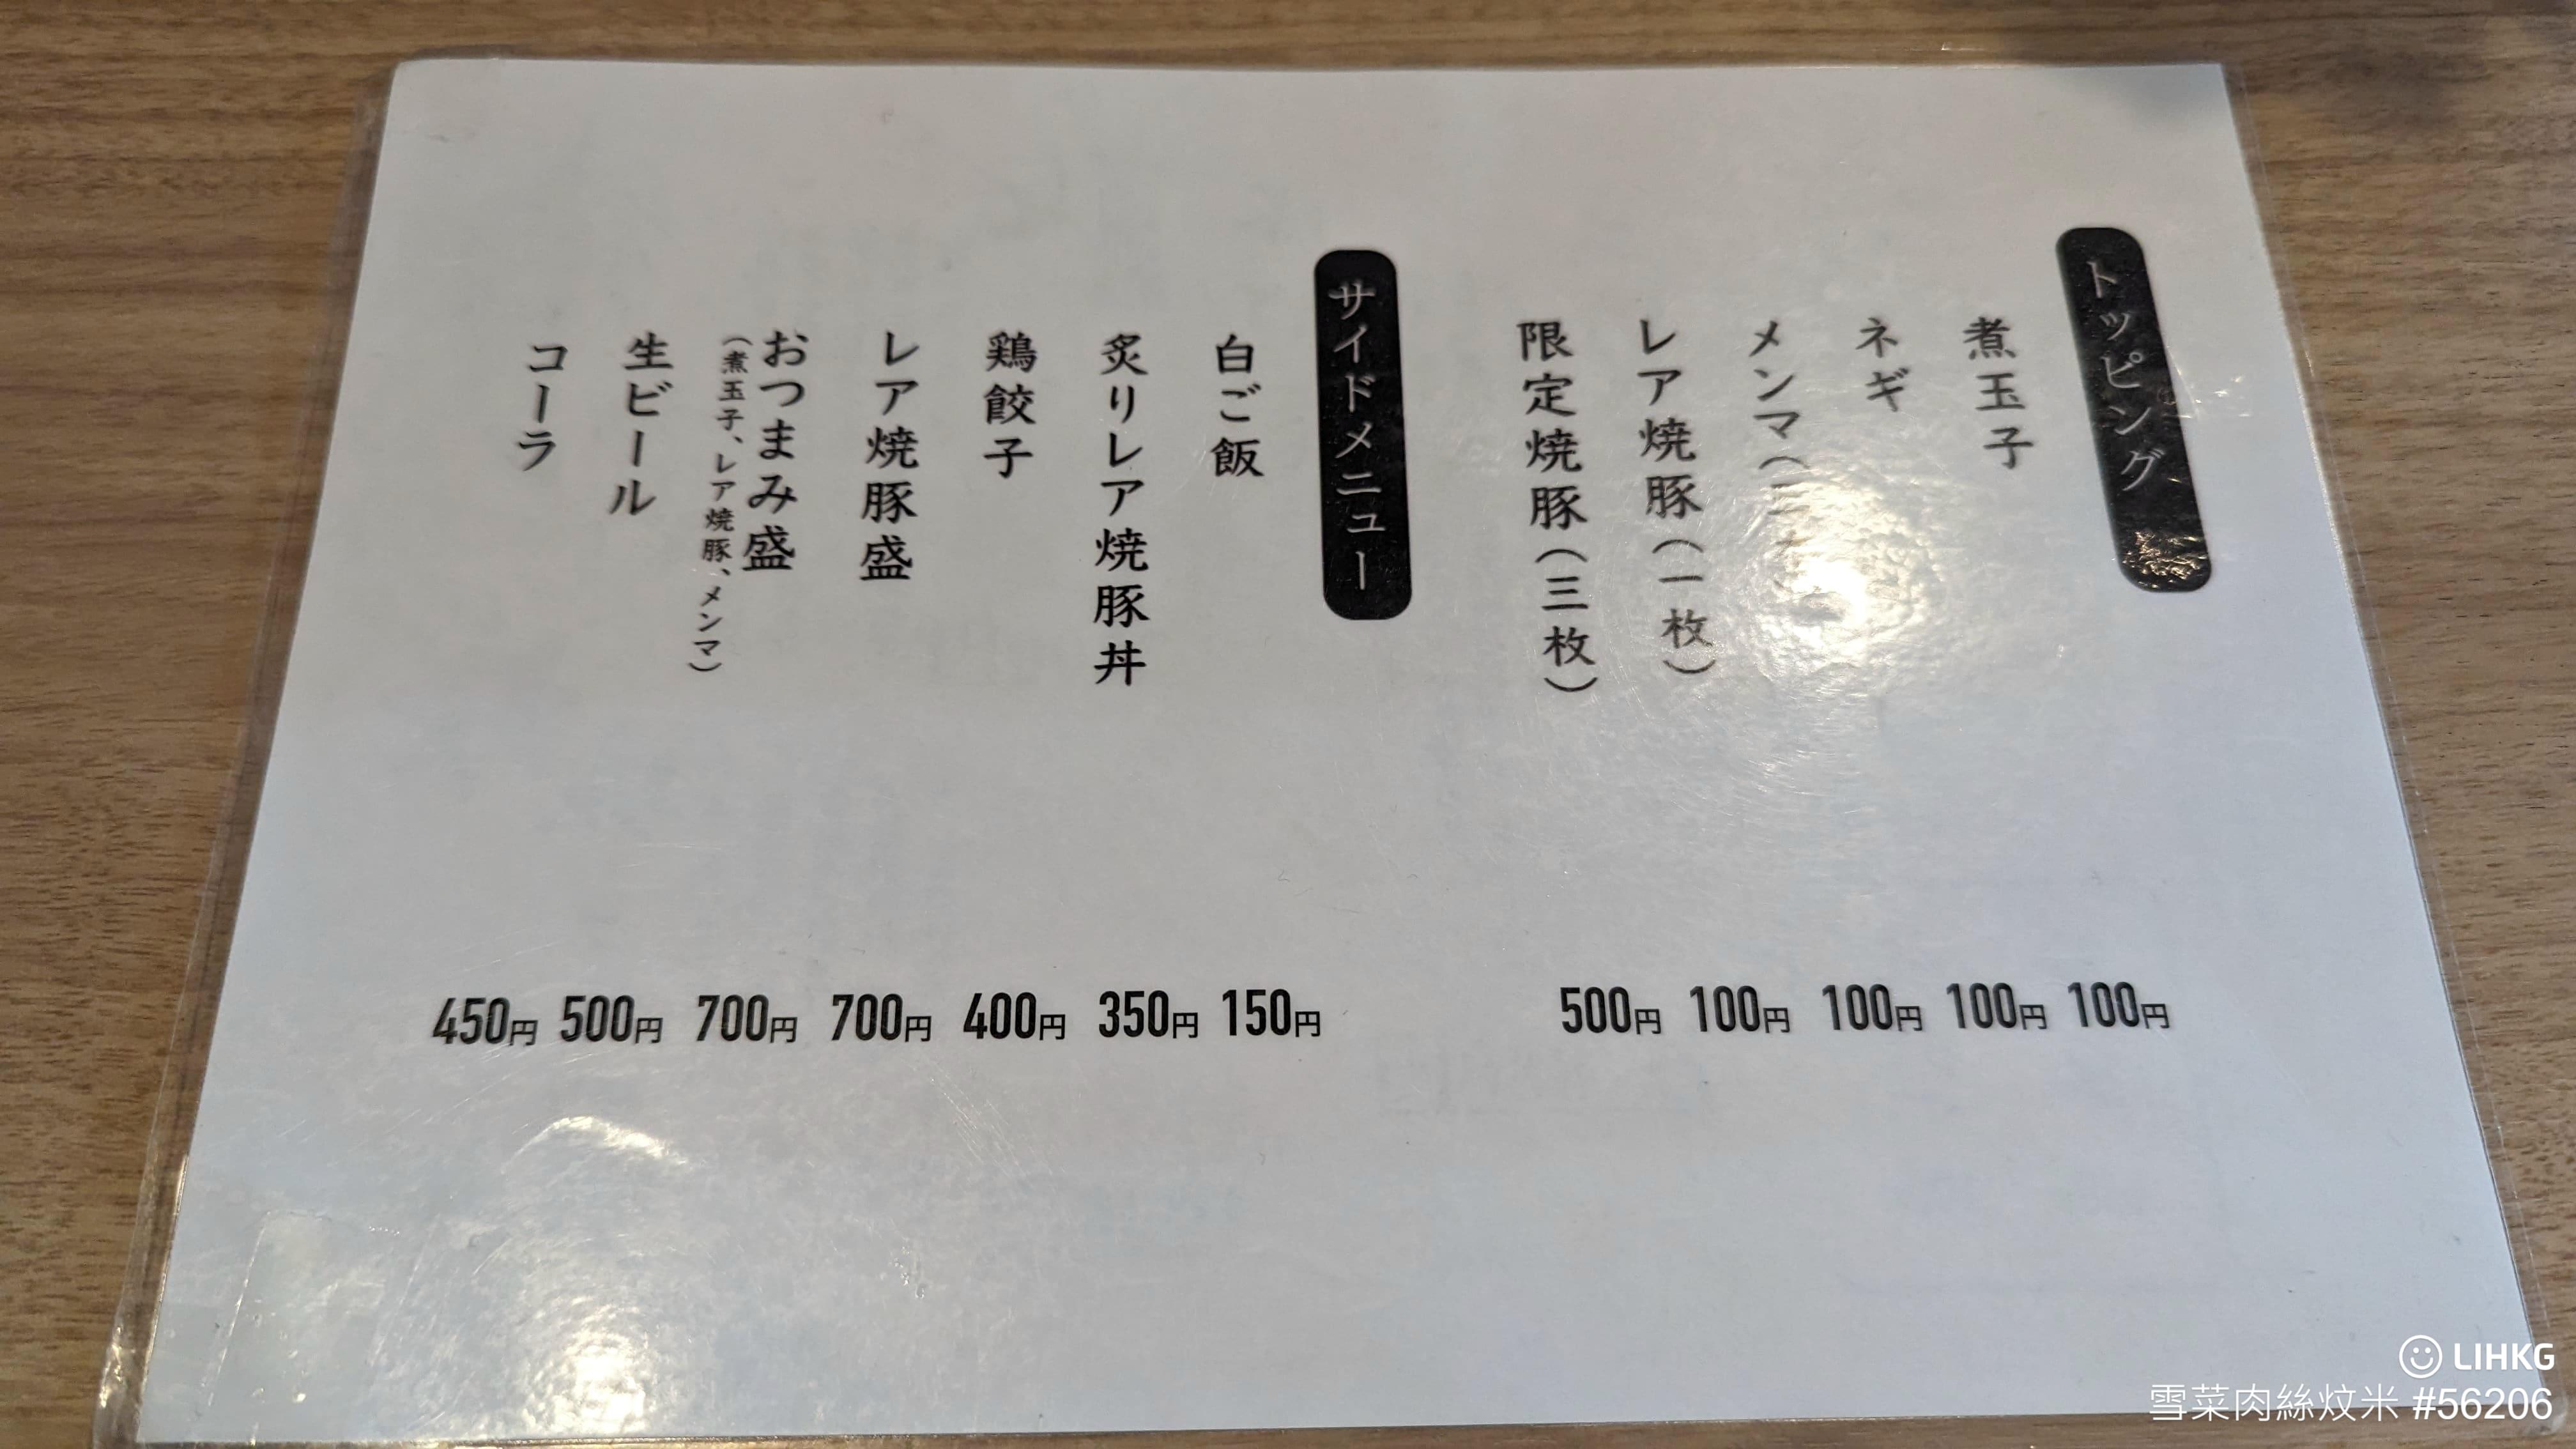 トッピング
煮玉子 100円
ネギ 100円
メンマ 100円
レア焼豚(一枚) 100円
限定焼豚(三枚) 500円
サイドメニュー
白ご飯 150円
炙りレア焼豚丼 350円
鶏餃子 400円
レア焼豚盛 700円
おつまみ盛 700円
(煮玉子、レア焼豚、メンマ)
生ビール 500円
コーラ 450円
LIHKG
雪菜肉絲炆米 #56206